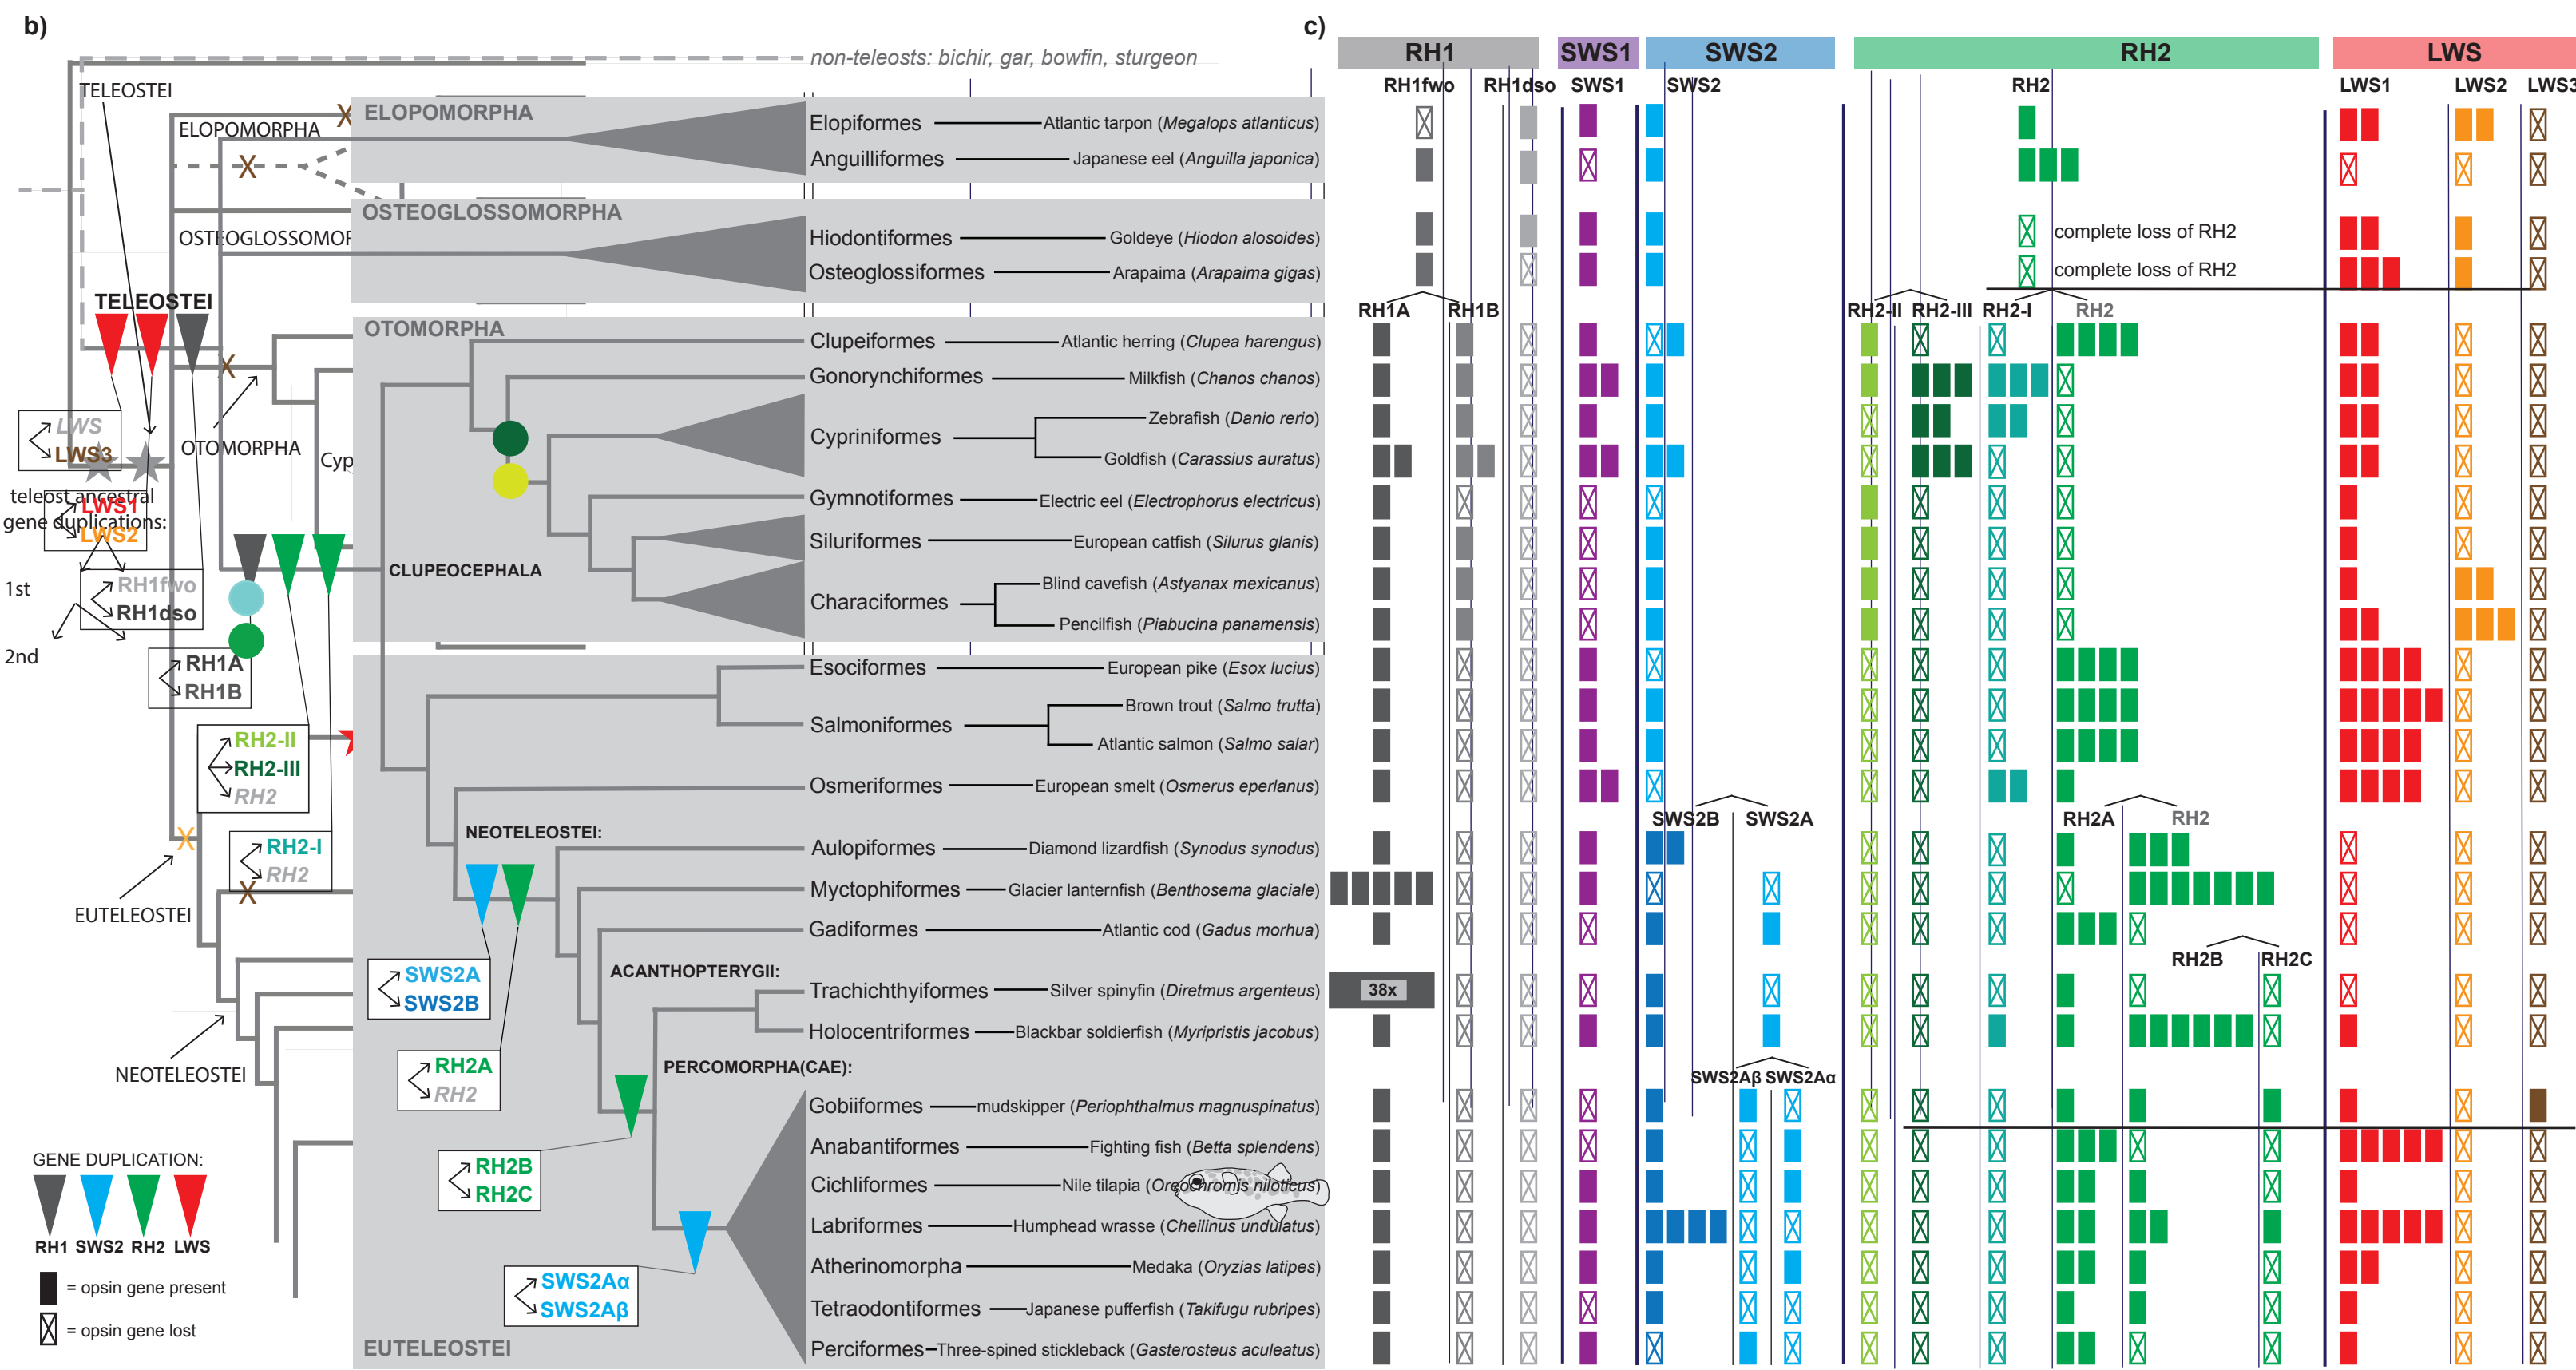 b)
non-teleosts: bichir, gar, bowfin, sturgeon
TELEOSTEI
ELOPOMORPHA
ELOPOMORPHA
Elopiformes
Atlantic tarpon (Megalops atlanticus)
Anguilliformes
Japanese eel (Anguilla japonica)
OSTEOGLOSSOMORPHA
OSTEOGLOSSOMOR
Hiodontiformes
Goldeye (Hiodon alosoides)
Osteoglossiformes
Arapaima (Arapaima gigas)
TELEOSTEI
OTOMORPHA
Clupeiformes
Atlantic herring (Clupea harengus)
Gonorynchiformes
Milkfish (Chanos chanos)
Cypriniformes
Zebrafish (Danio rerio)
Goldfish (Carassius auratus)
LWS
LWS3
OTOMORPHA
Cyp
teleost ancestral
gene duplications:
LWS1
LWS2
Gymnotiformes
Electric eel (Electrophorus electricus)
Siluriformes
European catfish (Silurus glanis)
CLUPEOCEPHALA
Characiformes
Blind cavefish (Astyanax mexicanus)
Pencilfish (Piabucina panamensis)
1st
RH1fwo
RH1dso
2nd
RH1A
RH1B
Esociformes
European pike (Esox lucius)
Salmoniformes
Brown trout (Salmo trutta)
Atlantic salmon (Salmo salar)
RH2-II
RH2-III
RH2
Osmeriformes
European smelt (Osmerus eperlanus)
NEOTELEOSTEI:
RH2-I
RH2
Aulopiformes
Diamond lizardfish (Synodus synodus)
Myctophiformes
Glacier lanternfish (Benthosema glaciale)
EUTELEOSTEI
Gadiformes
Atlantic cod (Gadus morhua)
SWS2A
SWS2B
ACANTHOPTERYGII:
Trachichthyiformes
Silver spinyfin (Diretmus argenteus)
Holocentriformes
Blackbar soldierfish (Myripristis jacobus)
NEOTELEOSTEI
RH2A
RH2
PERCOMORPHA(CAE):
Gobiiformes
mudskipper (Periophthalmus magnuspinatus)
Anabantiformes
Fighting fish (Betta splendens)
Cichliformes
Nile tilapia (Oreochromis niloticus)
RH2B
RH2C
Labriformes
Humphead wrasse (Cheilinus undulatus)
Atherinomorpha
Medaka (Oryzias latipes)
SWS2Aα
SWS2Aβ
Tetraodontiformes
Japanese pufferfish (Takifugu rubripes)
Perciformes
Three-spined stickleback (Gasterosteus aculeatus)
EUTELEOSTEI
GENE DUPLICATION:
RH1 SWS2 RH2 LWS
= opsin gene present
= opsin gene lost
c)
RH1 SWS1 SWS2 RH2 LWS
RH1fwo RH1dso SWS1 SWS2 RH2 LWS1 LWS2 LWS3
complete loss of RH2
complete loss of RH2
RH1A RH1B RH2-II RH2-III RH2-I RH2
SWS2B SWS2A RH2A RH2
RH2B RH2C
38x
SWS2Aβ SWS2Aα